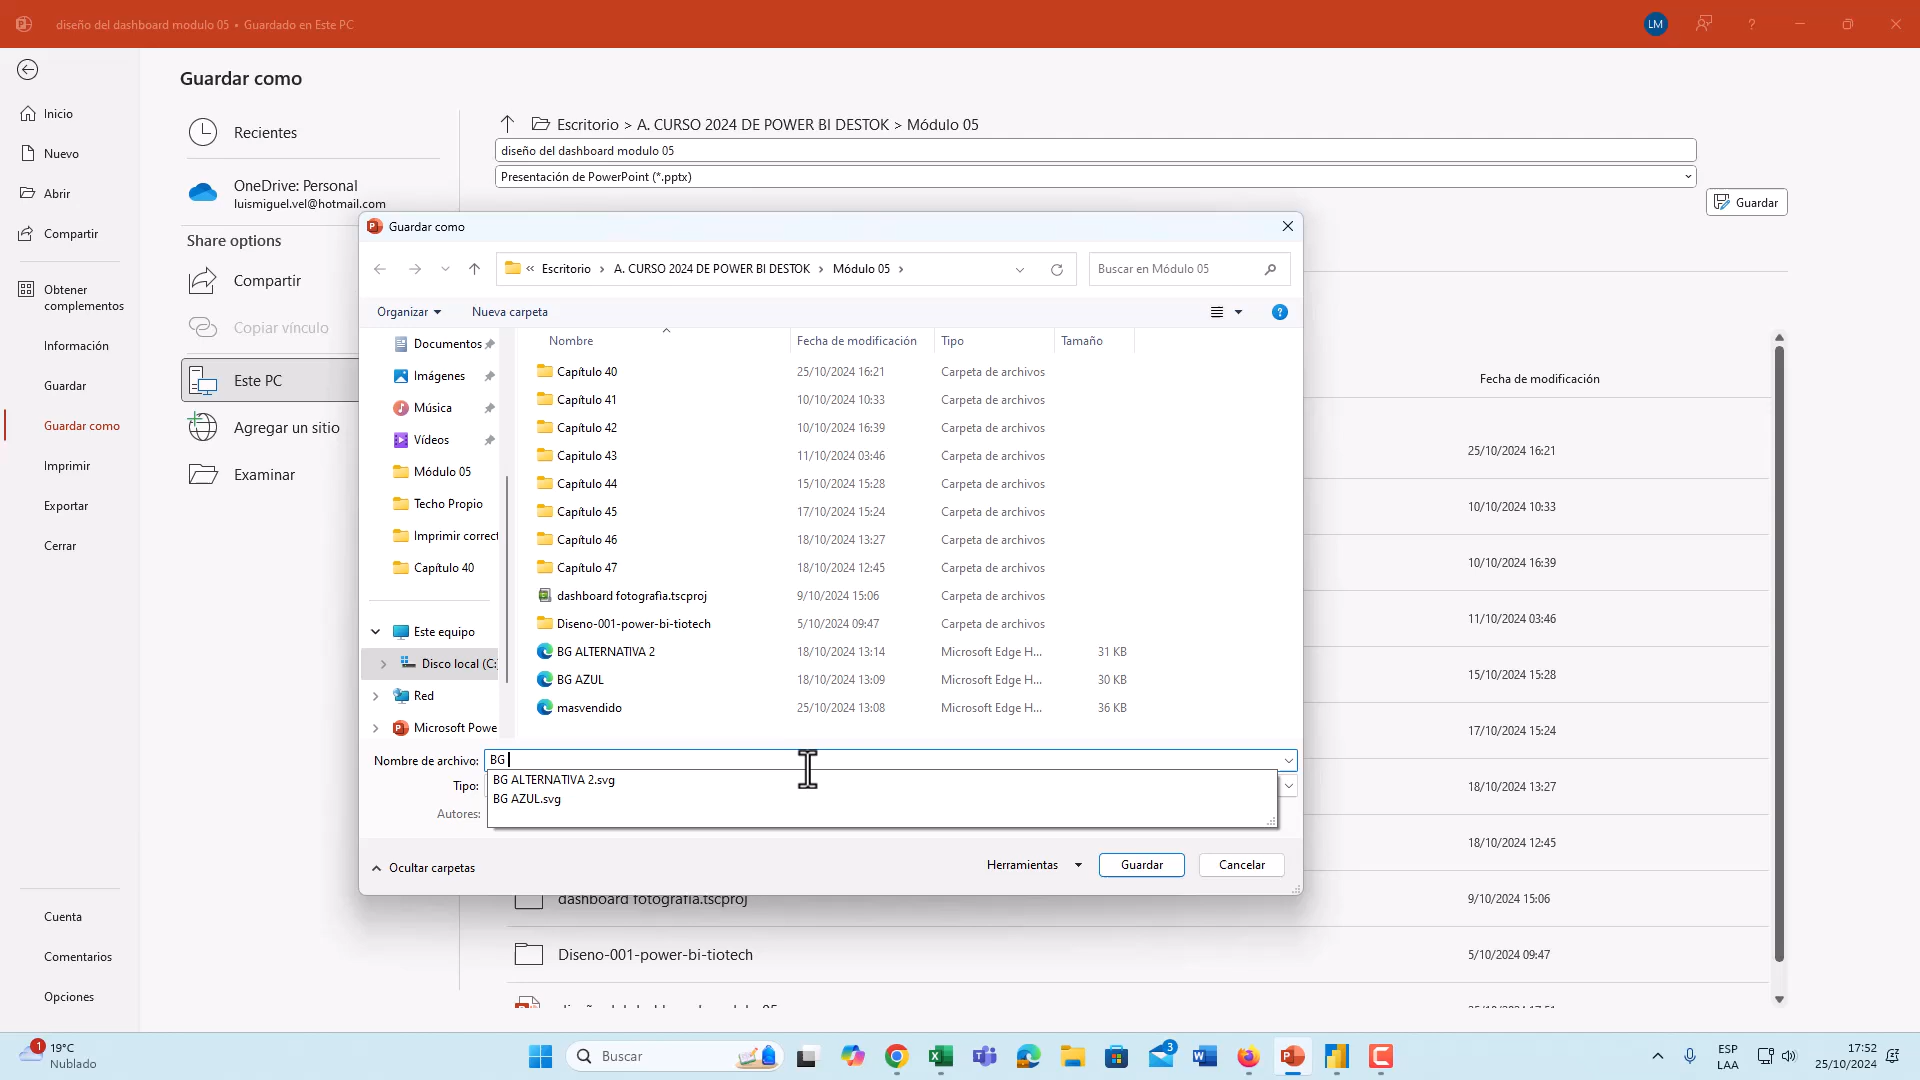 diseño del dashboard modulo 05 • Guardado en Este PC
LM
?
Guardar como
Inicio
Nuevo
Abrir
Compartir
Obtener
complementos
Información
Guardar
Guardar como
Imprimir
Exportar
Cerrar
Cuenta
Comentarios
Opciones
Recientes
OneDrive: Personal
luismiguel.vel@hotmail.com
Share options
Compartir
Copiar vínculo
Este PC
Agregar un sitio
Examinar
Escritorio > A. CURSO 2024 DE POWER BI DESTOK > Módulo 05
diseño del dashboard modulo 05
Presentación de PowerPoint (*.pptx)
Guardar
Fecha de modificación
25/10/2024 16:21
10/10/2024 10:33
10/10/2024 16:39
11/10/2024 03:46
15/10/2024 15:28
17/10/2024 15:24
18/10/2024 13:27
18/10/2024 12:45
dashboard fotografia.tscproj 9/10/2024 15:06
Diseno-001-power-bi-tiotech 5/10/2024 09:47
Guardar como
« Escritorio > A. CURSO 2024 DE POWER BI DESTOK > Módulo 05 >
Buscar en Módulo 05
Organizar
Nueva carpeta
?
Documentos
Imágenes
Música
Vídeos
Módulo 05
Techo Propio
Imprimir correct
Capítulo 40
Este equipo
Disco local (C:
Red
Microsoft Powe
Nombre Fecha de modificación Tipo Tamaño
Capítulo 40 25/10/2024 16:21 Carpeta de archivos
Capítulo 41 10/10/2024 10:33 Carpeta de archivos
Capítulo 42 10/10/2024 16:39 Carpeta de archivos
Capitulo 43 11/10/2024 03:46 Carpeta de archivos
Capítulo 44 15/10/2024 15:28 Carpeta de archivos
Capítulo 45 17/10/2024 15:24 Carpeta de archivos
Capítulo 46 18/10/2024 13:27 Carpeta de archivos
Capítulo 47 18/10/2024 12:45 Carpeta de archivos
dashboard fotografia.tscproj 9/10/2024 15:06 Carpeta de archivos
Diseno-001-power-bi-tiotech 5/10/2024 09:47 Carpeta de archivos
BG ALTERNATIVA 2 18/10/2024 13:14 Microsoft Edge H... 31 KB
BG AZUL 18/10/2024 13:09 Microsoft Edge H... 30 KB
masvendido 25/10/2024 13:08 Microsoft Edge H... 36 KB
Nombre de archivo: BG
BG ALTERNATIVA 2.svg
BG AZUL.svg
Tipo:
Autores:
Ocultar carpetas
Herramientas
Guardar
Cancelar
1
19°C
Nublado
Buscar
3
ESP
LAA
17:52
25/10/2024